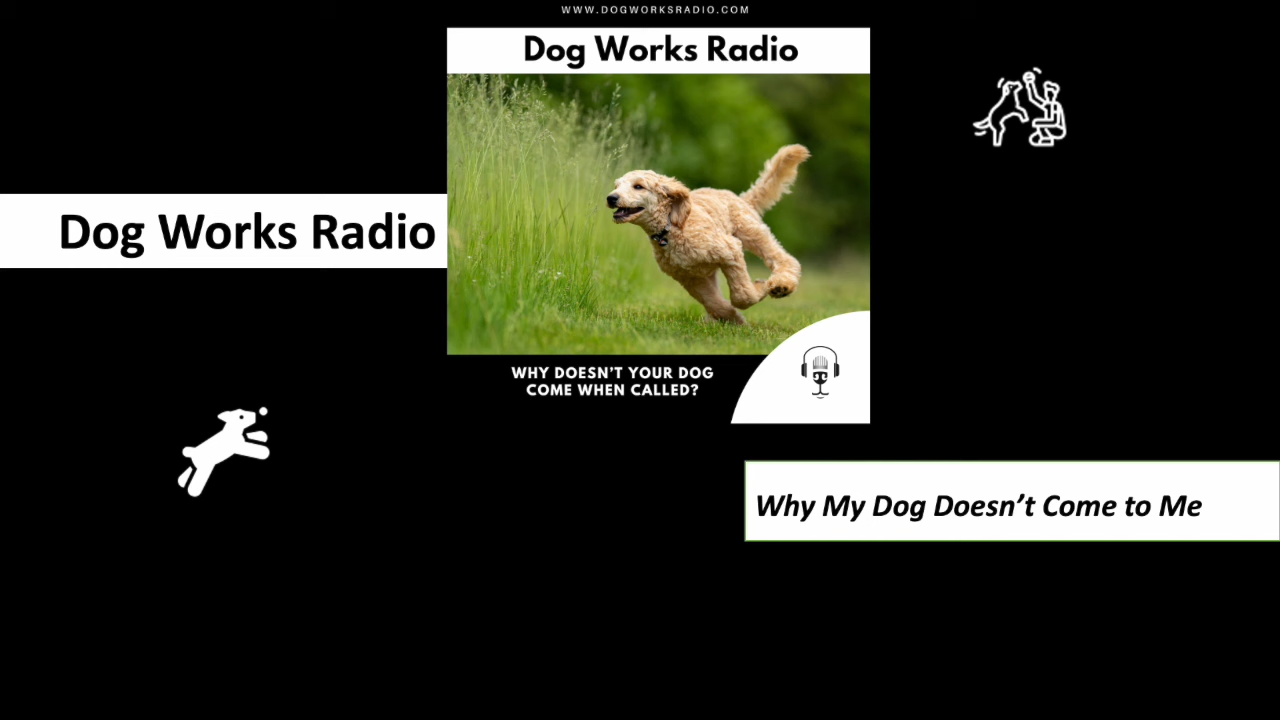 WWW.DOGWORKSRADIO.COM
Dog Works Radio
Dog Works Radio
WHY DOESN'T YOUR DOG
COME WHEN CALLED?
Why My Dog Doesn’t Come to Me